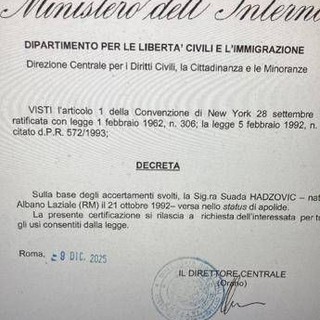 Ministero dell'Interno
DIPARTIMENTO PER LE LIBERTA' CIVILI E L'IMMIGRAZIONE
Direzione Centrale per i Diritti Civili, la Cittadinanza e le Minoranze
VISTI l'articolo 1 della Convenzione di New York 28 settembre
ratificata con legge 1 febbraio 1962, n. 306; la legge 5 febbraio 1992, n.
citato d.P.R. 572/1993;
DECRETA
Sulla base degli accertamenti svolti, la Sig.ra Suada HADZOVIC – nat
Albano Laziale (RM) il 21 ottobre 1992– versa nello status di apolide.
La presente certificazione si rilascia a richiesta dell'interessata per tu
gli usi consentiti dalla legge.
Roma, - 9 DIC. 2025
IL DIRETTORE CENTRALE
(Orano)